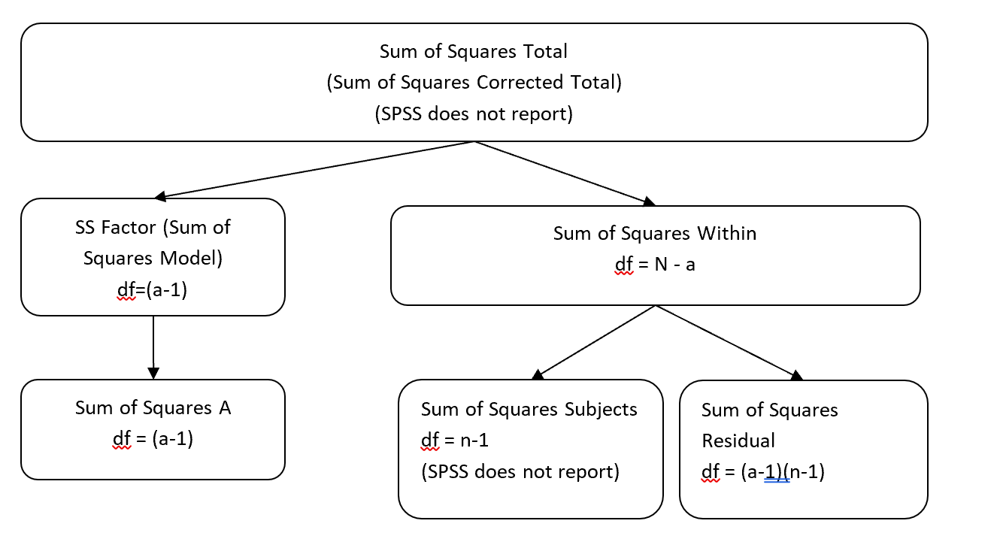 Sum of Squares Total
(Sum of Squares Corrected Total)
(SPSS does not report)
SS Factor (Sum of
Squares Model)
df=(a-1)
Sum of Squares Within
df = N - a
Sum of Squares A
df = (a-1)
Sum of Squares Subjects
df = n-1
(SPSS does not report)
Sum of Squares
Residual
df = (a-1)(n-1)